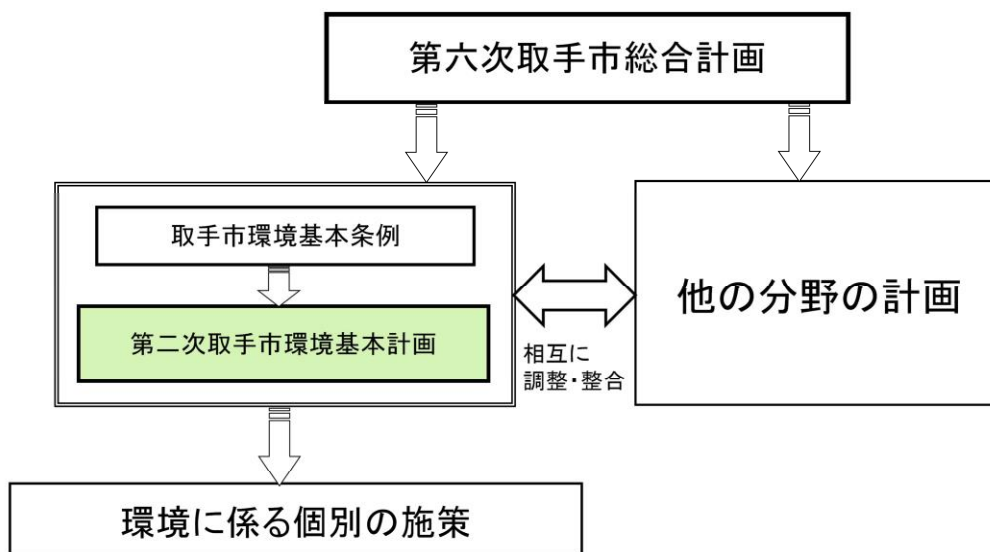 第六次取手市総合計画
取手市環境基本条例
第二次取手市環境基本計画
相互に
調整・整合
他の分野の計画
環境に係る個別の施策